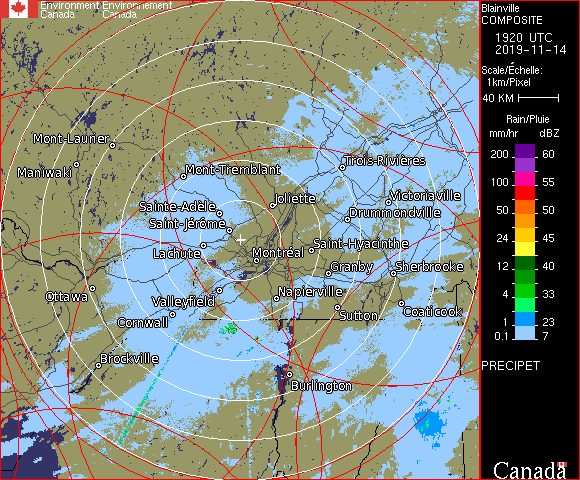 Environment Environnement
Canada Canada
Blainville
COMPOSITE
1920 UTC
2019-11-14
Scale/Échelle:
1km/Pixel
40 KM
Rain/Pluie
mm/hr dBZ
200 60
55
100 55
50 50
24 45
12 40
4 33
1 23
0.1 7
PRECIPET
Canada
Mont-Laurier
Maniwaki
Mont-Tremblant
Trois-Rivières
Sainte-Adèle
Joliette
Victoriaville
Drummondville
Saint-Jérôme
Saint-Hyacinthe
Lachute
Montréal
Granby
Sherbrooke
Ottawa
Valleyfield
Napierville
Cornwall
Sutton
Coaticook
Brockville
Burlington